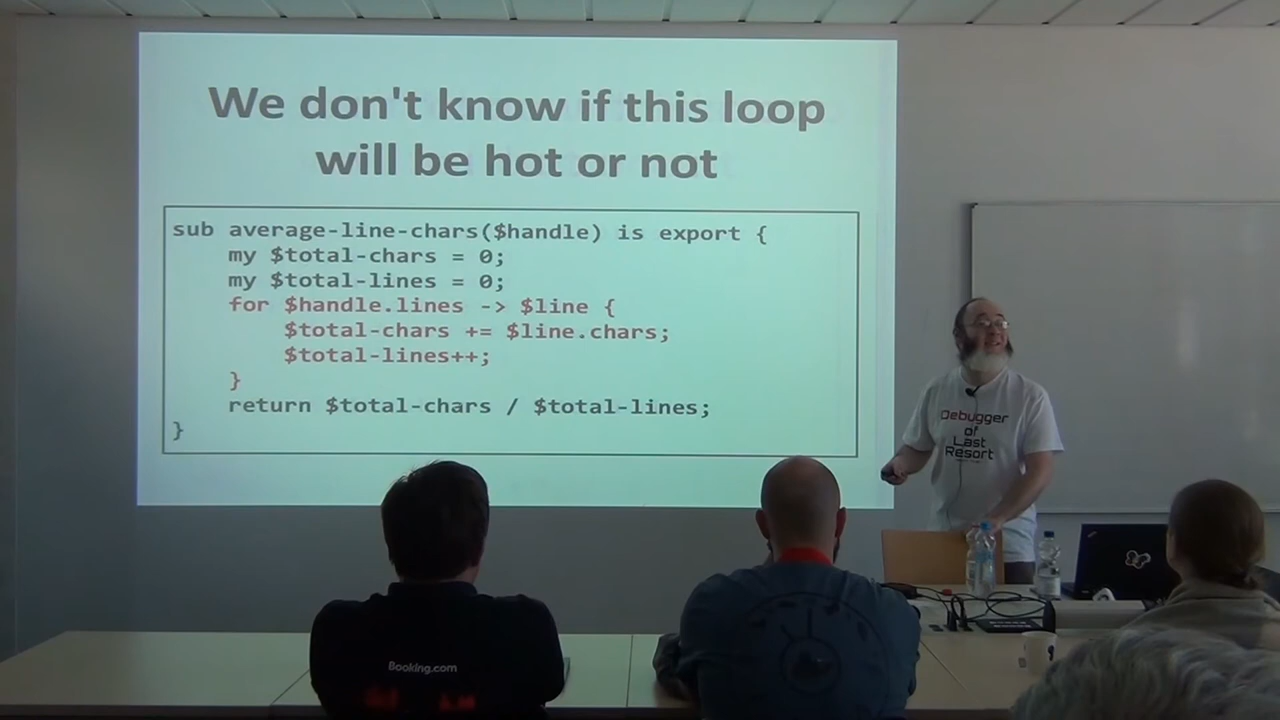 We don't know if this loop
will be hot or not
sub average-line-chars($handle) is export {
    my $total-chars = 0;
    my $total-lines = 0;
    for $handle.lines -> $line {
        $total-chars += $line.chars;
        $total-lines++;
    }
    return $total-chars / $total-lines;
}
Debugger
of
Last
Resort
Booking.com